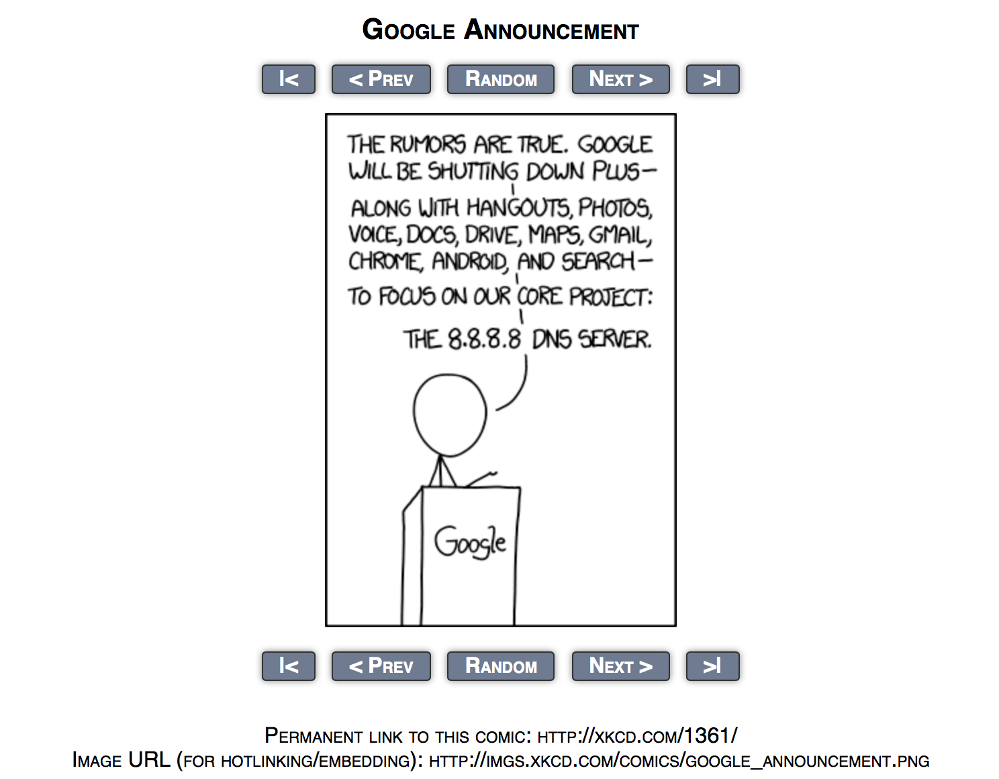 Google Announcement
|< < Prev Random Next > >|
THE RUMORS ARE TRUE. GOOGLE
WILL BE SHUTTING DOWN PLUS—
ALONG WITH HANGOUTS, PHOTOS,
VOICE, DOCS, DRIVE, MAPS, GMAIL,
CHROME, ANDROID, AND SEARCH—
TO FOCUS ON OUR CORE PROJECT:
THE 8.8.8.8 DNS SERVER.
Google
|< < Prev Random Next > >|
Permanent link to this comic: http://xkcd.com/1361/
Image URL (for hotlinking/embedding): http://imgs.xkcd.com/comics/google_announcement.png